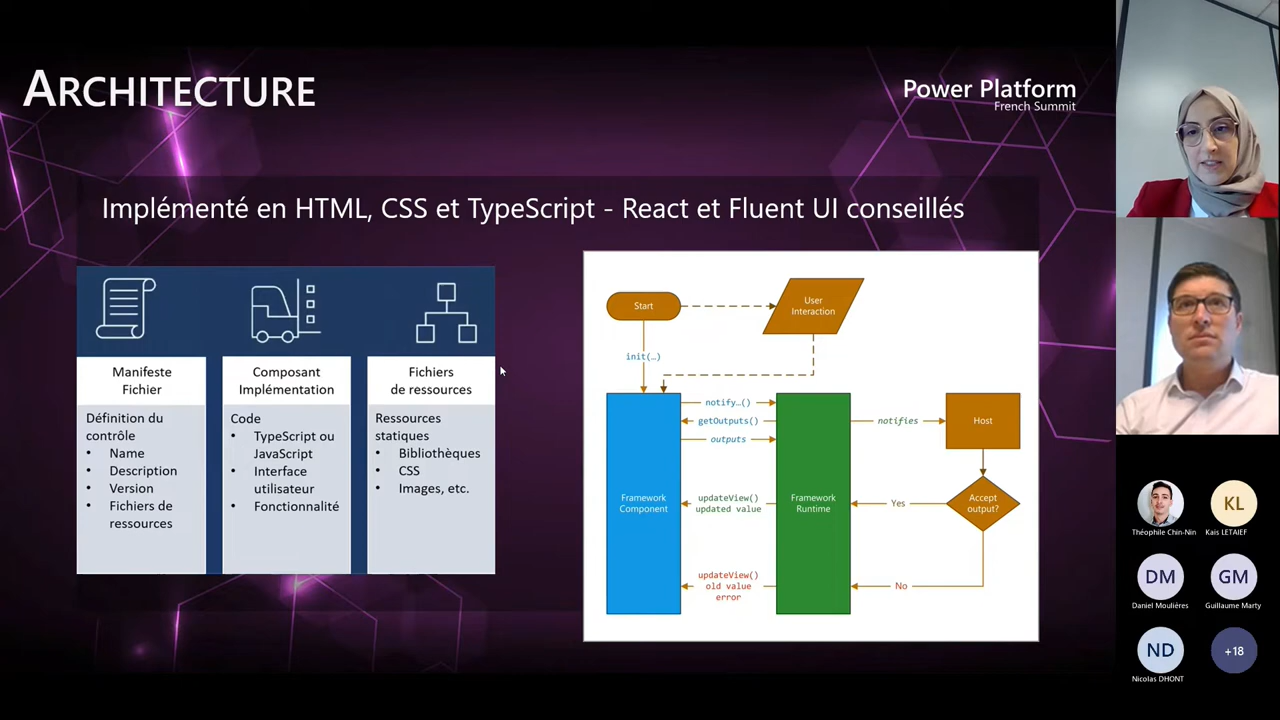 ARCHITECTURE
Power Platform
French Summit
Implémenté en HTML, CSS et TypeScript - React et Fluent UI conseillés
Manifeste
Fichier
Définition du
contrôle
• Name
• Description
• Version
• Fichiers de
ressources
Composant
Implémentation
Code
• TypeScript ou
JavaScript
• Interface
utilisateur
• Fonctionnalité
Fichiers
de ressources
Ressources
statiques
• Bibliothèques
• CSS
• Images, etc.
Start
User
Interaction
init(…)
notify…()
getOutputs()
outputs
notifies
Host
Framework
Component
updateView()
updated value
Framework
Runtime
Yes
Accept
output?
updateView()
old value
error
No
Théophile Chin-Nin
KL
Kais LETAIEF
DM
Daniel Moulières
GM
Guillaume Marty
ND
Nicolas DHONT
+18